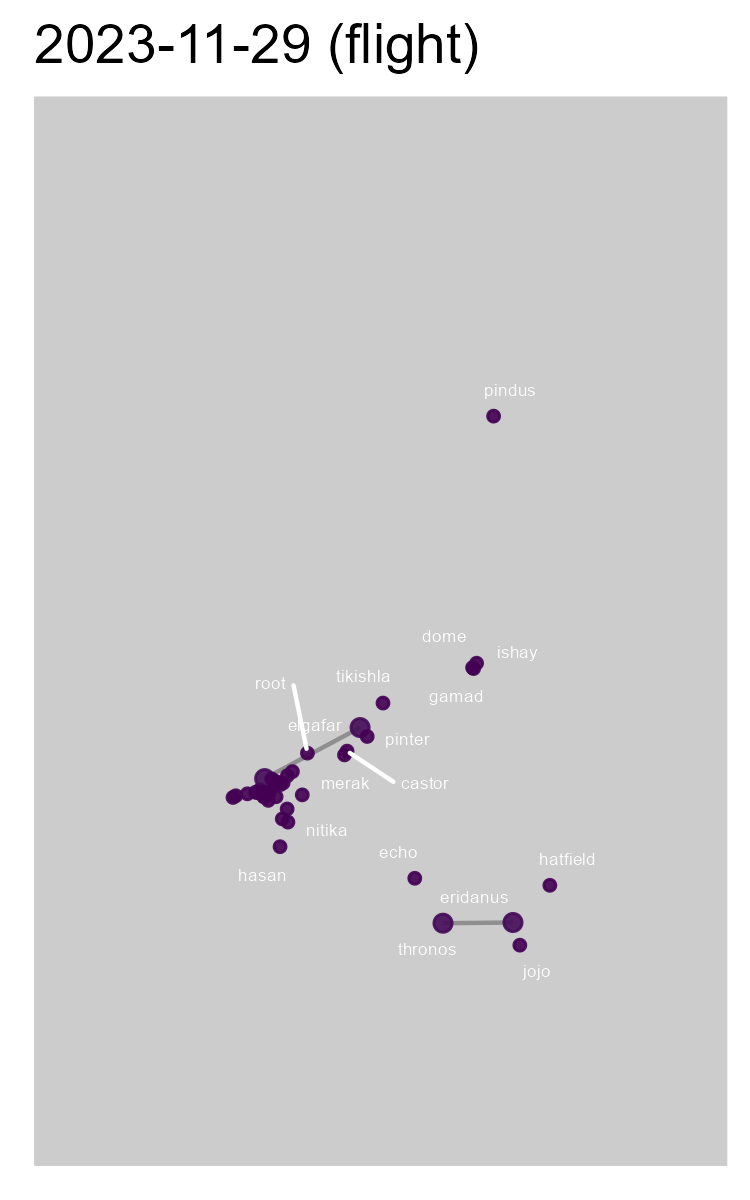 2023-11-29 (flight)
pindus
dome
ishay
tikishla
root
gamad
elgafar
pinter
merak
castor
nitika
echo
hatfield
hasan
eridanus
thronos
jojo